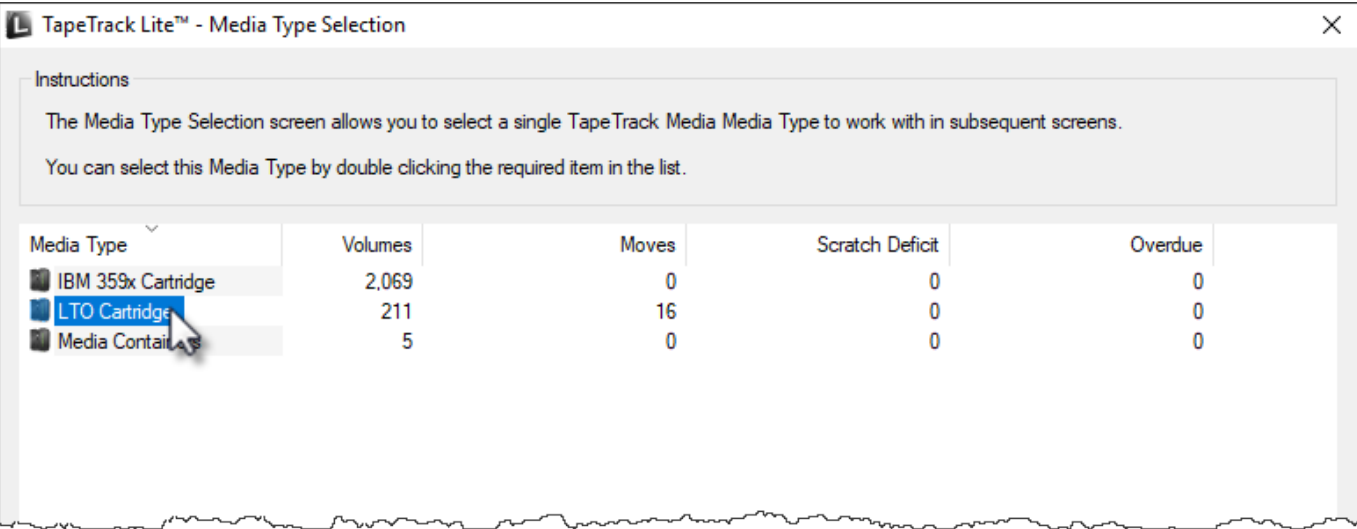 TapeTrack Lite™ - Media Type Selection
Instructions
The Media Type Selection screen allows you to select a single TapeTrack Media Media Type to work with in subsequent screens.
You can select this Media Type by double clicking the required item in the list.
Media Type Volumes Moves Scratch Deficit Overdue
IBM 359x Cartridge 2,069 0 0 0
LTO Cartridge 211 16 0 0
Media 5 0 0 0